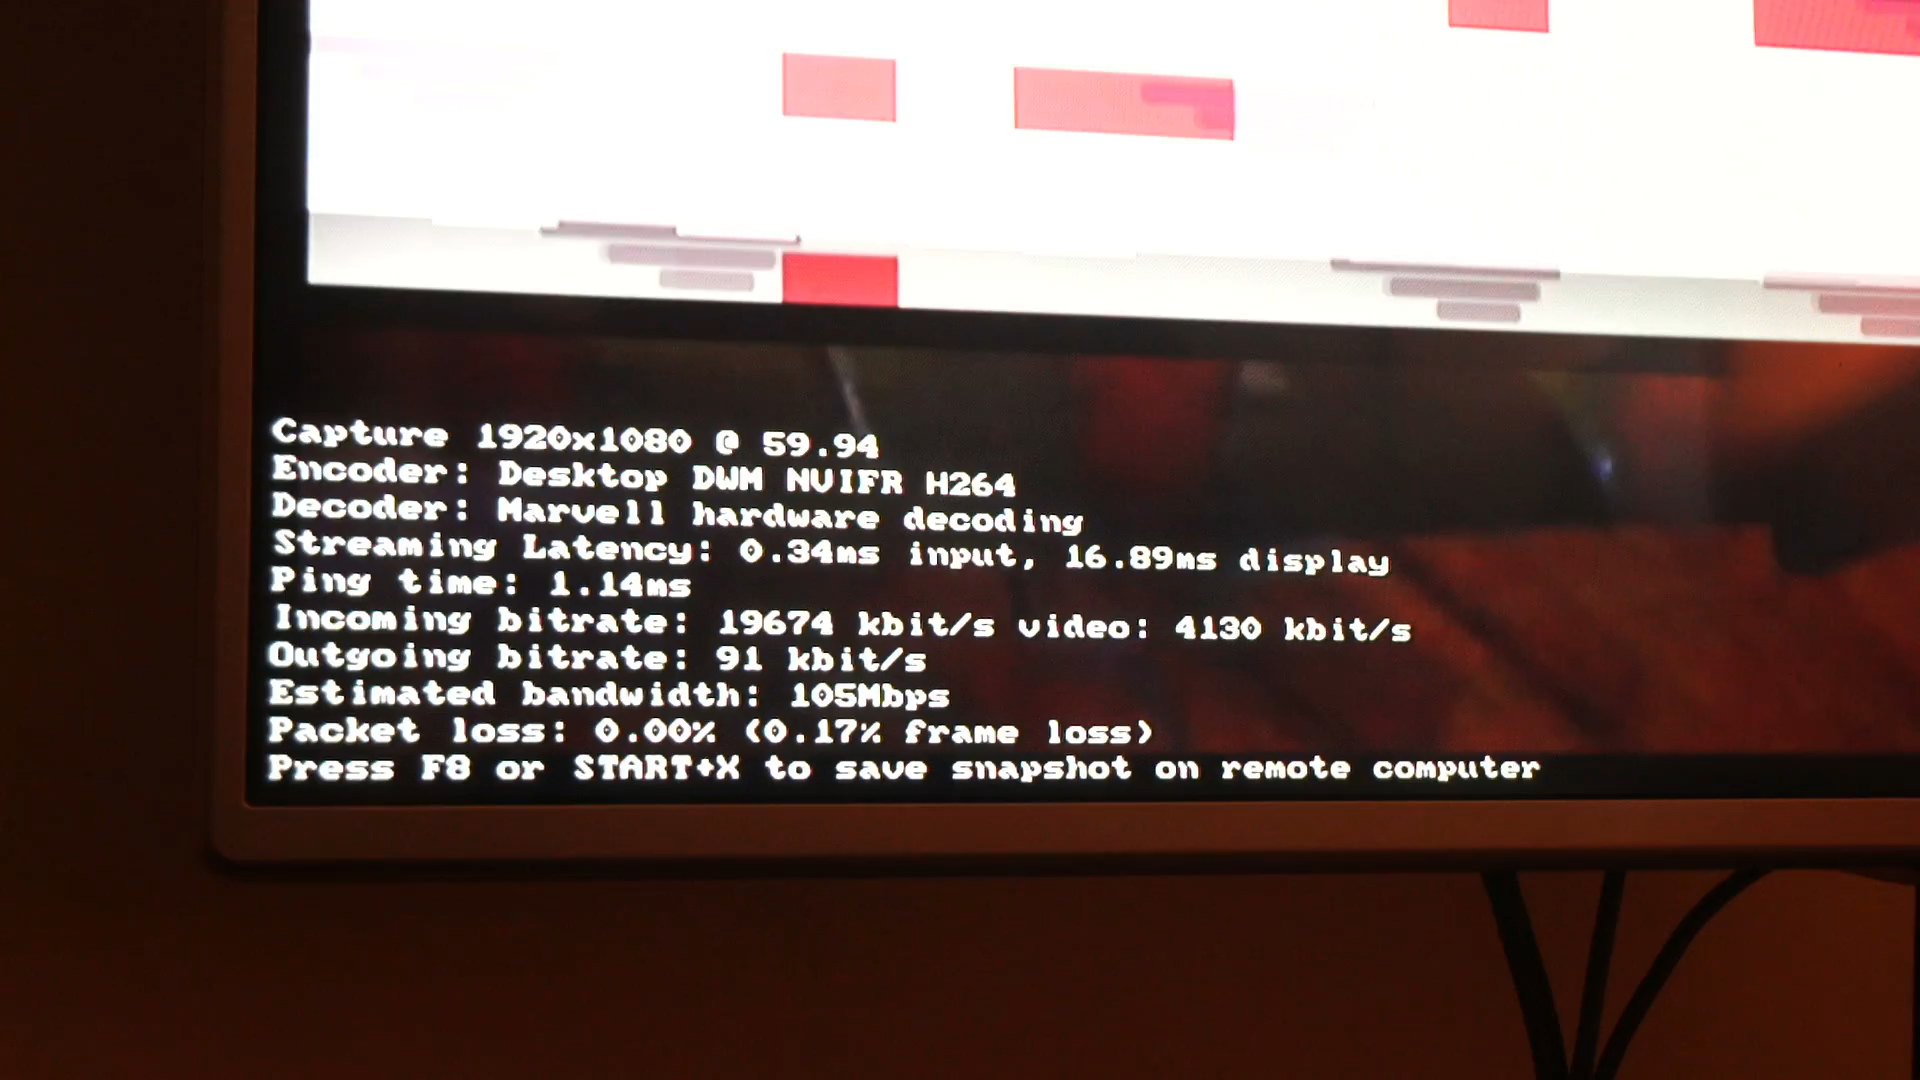 Capture 1920x1080 @ 59.94
Encoder: Desktop DWM NVIFR H264
Decoder: Marvell hardware decoding
Streaming Latency: 0.34ms input, 16.89ms display
Ping time: 1.14ms
Incoming bitrate: 19674 kbit/s video: 4130 kbit/s
Outgoing bitrate: 91 kbit/s
Estimated bandwidth: 105Mbps
Packet loss: 0.00% (0.17% frame loss)
Press F8 or START+X to save snapshot on remote computer